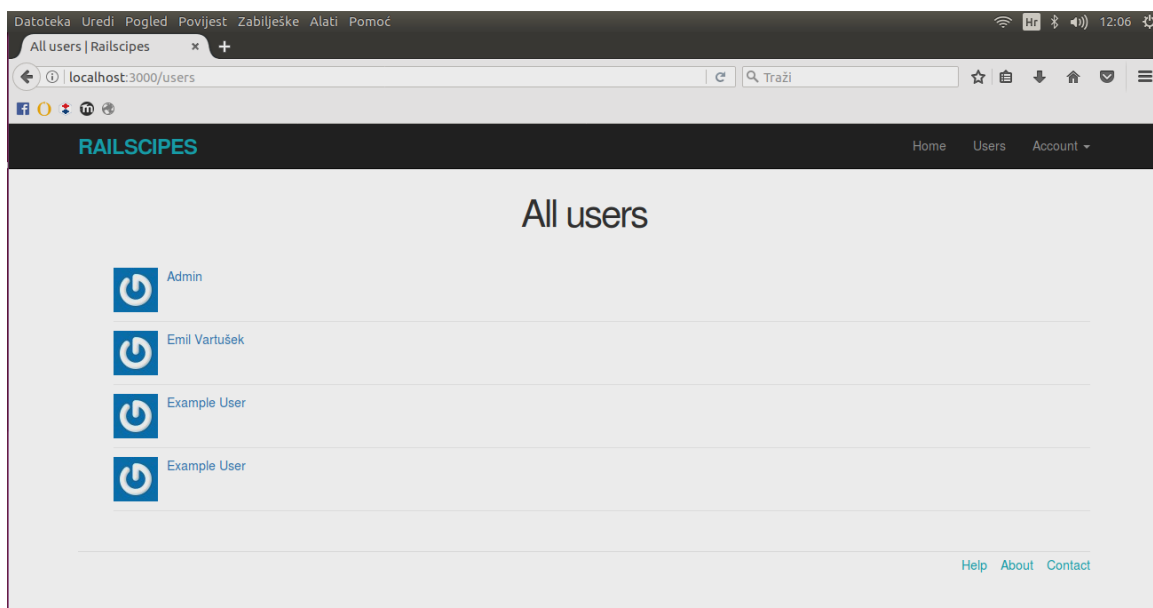 Datoteka Uredi Pogled Povijest Zabilješke Alati Pomoć Hr 12:06
All users | Railscipes × +
localhost:3000/users Traži
RAILSCIPES Home Users Account
All users
Admin
Emil Vartušek
Example User
Example User
Help About Contact